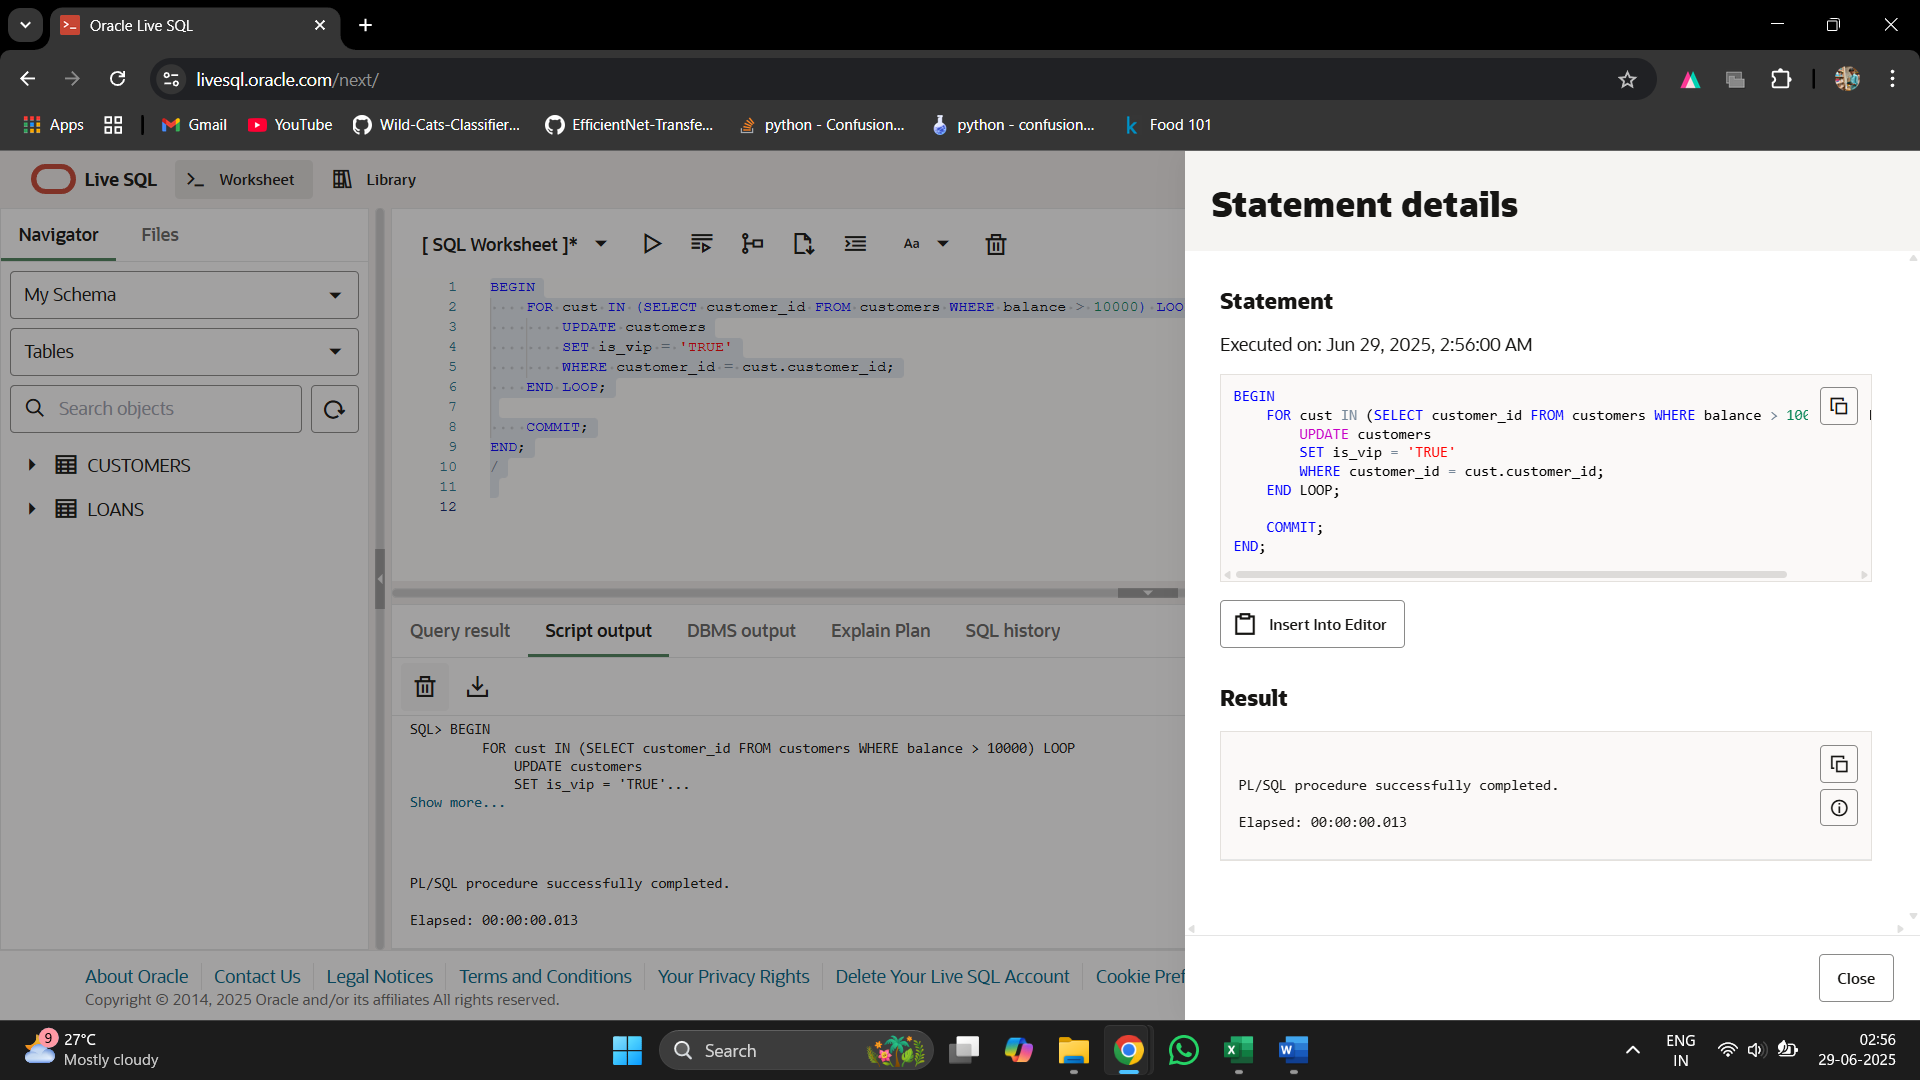 Oracle Live SQL
livesql.oracle.com/next/
Apps
Gmail
YouTube
Wild-Cats-Classifier...
EfficientNet-Transfe...
python - Confusion...
python - confusion...
Food 101
Live SQL
Worksheet
Library
Navigator
Files
My Schema
Tables
Search objects
CUSTOMERS
LOANS
[ SQL Worksheet ]*
Aa
1 BEGIN
2 FOR cust IN (SELECT customer_id FROM customers WHERE balance > 10000) LOO
3 UPDATE customers
4 SET is_vip = 'TRUE'
5 WHERE customer_id = cust.customer_id;
6 END LOOP;
7
8 COMMIT;
9 END;
10 /
11
12
Query result
Script output
DBMS output
Explain Plan
SQL history
SQL> BEGIN
FOR cust IN (SELECT customer_id FROM customers WHERE balance > 10000) LOOP
UPDATE customers
SET is_vip = 'TRUE'...
Show more...
PL/SQL procedure successfully completed.
Elapsed: 00:00:00.013
Statement details
Statement
Executed on: Jun 29, 2025, 2:56:00 AM
BEGIN
FOR cust IN (SELECT customer_id FROM customers WHERE balance > 100
UPDATE customers
SET is_vip = 'TRUE'
WHERE customer_id = cust.customer_id;
END LOOP;
COMMIT;
END;
Insert Into Editor
Result
PL/SQL procedure successfully completed.
Elapsed: 00:00:00.013
Close
About Oracle
Contact Us
Legal Notices
Terms and Conditions
Your Privacy Rights
Delete Your Live SQL Account
Cookie Pref
Copyright © 2014, 2025 Oracle and/or its affiliates All rights reserved.
9
27°C
Mostly cloudy
Search
ENG
IN
02:56
29-06-2025